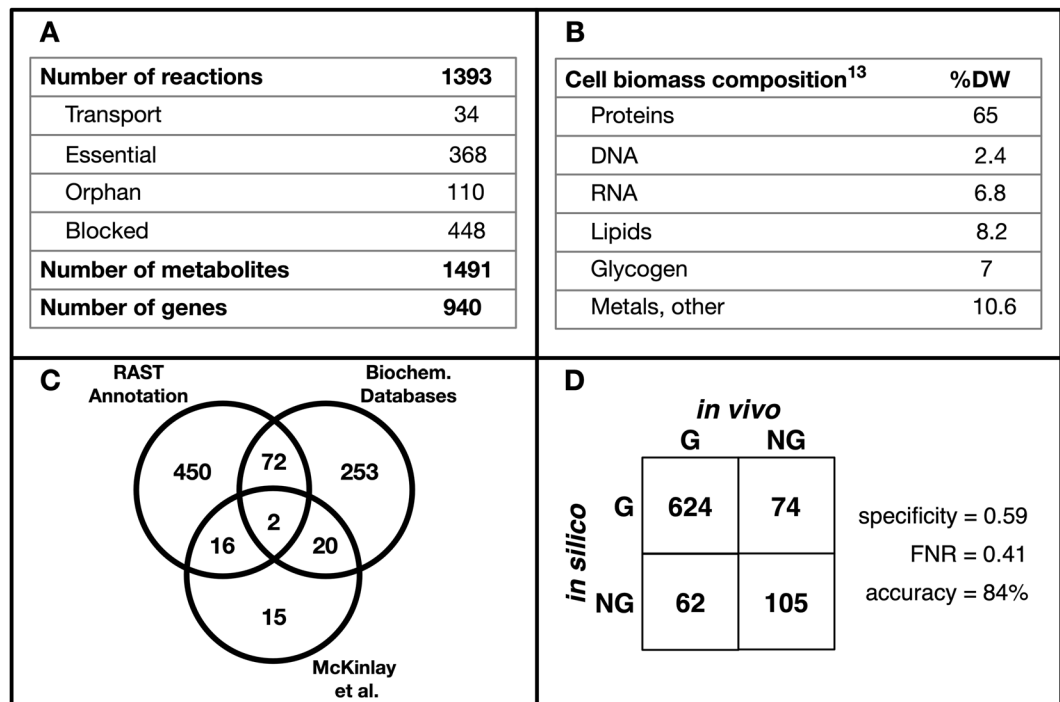 A
Number of reactions 1393
Transport 34
Essential 368
Orphan 110
Blocked 448
Number of metabolites 1491
Number of genes 940
B
Cell biomass composition13 %DW
Proteins 65
DNA 2.4
RNA 6.8
Lipids 8.2
Glycogen 7
Metals, other 10.6
C
RAST
Annotation
Biochem.
Databases
450
72
253
2
16
20
15
McKinlay
et al.
D
in vivo
G NG
in silico
G 624 74
NG 62 105
specificity = 0.59
FNR = 0.41
accuracy = 84%